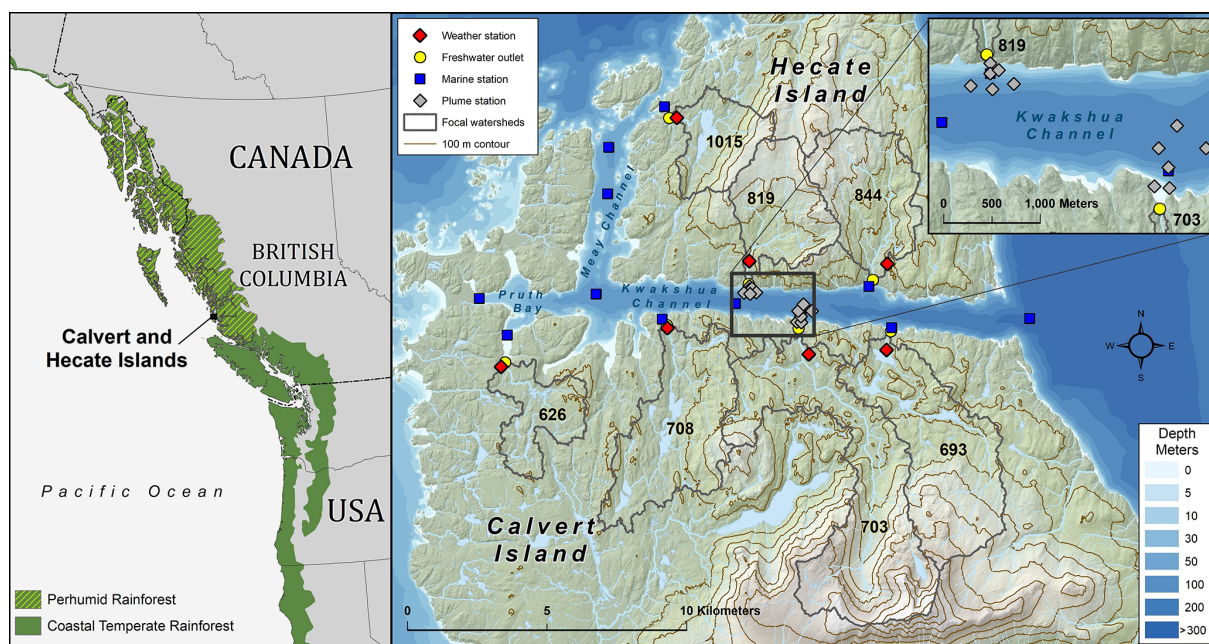 CANADA
BRITISH
COLUMBIA
Calvert and
Hecate Islands
Pacific Ocean
USA
Perhumid Rainforest
Coastal Temperate Rainforest
Weather station
Freshwater outlet
Marine station
Plume station
Focal watersheds
100 m contour
Hecate
Island
1015
819
844
Meay Channel
Pruth
Bay
Kwakshua
Channel
626
708
693
703
Calvert
Island
0
5
10 Kilometers
819
Kwakshua
Channel
703
0
500
1,000 Meters
N
W
E
S
Depth
Meters
0
5
10
30
50
100
200
>300